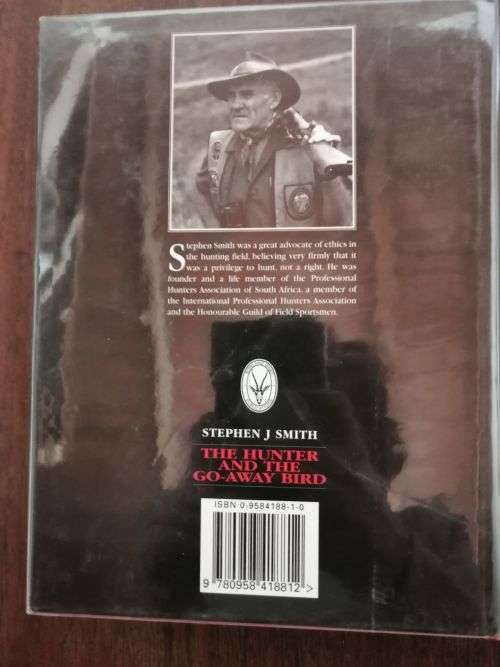 Stephen Smith was a great advocate of ethics in
the hunting field, believing very firmly that it
was a privilege to hunt, not a right. He was
founder and a life member of the Professional
Hunters Association of South Africa, a member of
the International Professional Hunters Association
and the Honourable Guild of Field Sportsmen.
STEPHEN J SMITH
THE HUNTER
AND THE
GO-AWAY BIRD
ISBN 0-9584188-1-0
9 780958 418812 >